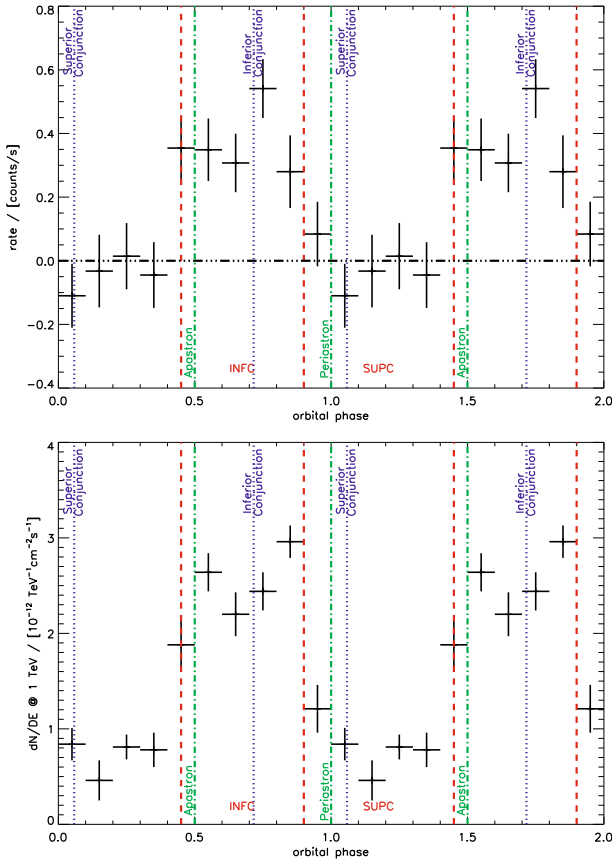 0.8
0.6
0.4
0.2
0.0
−0.2
−0.4
rate / [counts/s]
Superior
Conjunction
Inferior
Conjunction
Superior
Conjunction
Inferior
Conjunction
Apastron
INFC
Periastron
SUPC
Apastron
0.0 0.5 1.0 1.5 2.0
orbital phase
4
3
2
1
0
dN/DE @ 1 TeV / [10⁻¹² TeV⁻¹cm⁻²s⁻¹]
Superior
Conjunction
Inferior
Conjunction
Superior
Conjunction
Inferior
Conjunction
Apastron
INFC
Periastron
SUPC
Apastron
0.0 0.5 1.0 1.5 2.0
orbital phase